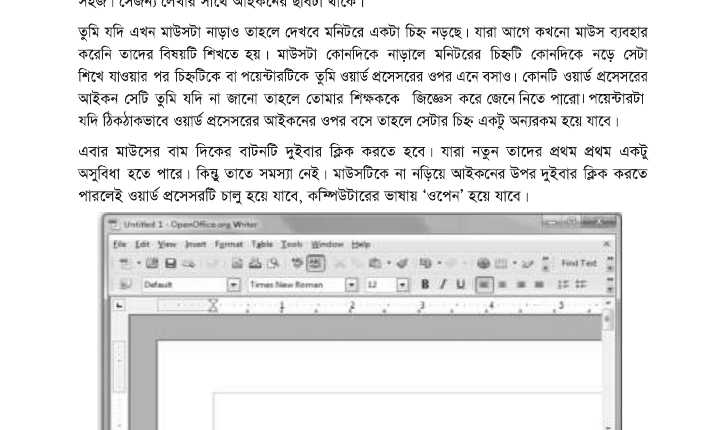 সহজ। সেজন্য লেখার সাথে আইকনের ছবিটা থাকে।
তুমি যদি এখন মাউসটা নাড়াও তাহলে দেখবে মনিটরে একটা চিহ্ন নড়ছে। যারা আগে কখনো মাউস ব্যবহার
করেনি তাদের বিষয়টি শিখতে হয়। মাউসটা কোনদিকে নাড়ালে মনিটরের চিহ্নটি কোনদিকে নড়ে সেটা
শিখে যাওয়ার পর চিহ্নটিকে বা পয়েন্টারটিকে তুমি ওয়ার্ড প্রসেসরের ওপর এনে বসাও। কোনটি ওয়ার্ড প্রসেসরের
আইকন সেটি তুমি যদি না জানো তাহলে তোমার শিক্ষককে জিজ্ঞেস করে জেনে নিতে পারো। পয়েন্টারটা
যদি ঠিকঠাকভাবে ওয়ার্ড প্রসেসরের আইকনের ওপর বসে তাহলে সেটার চিহ্ন একটু অন্যরকম হয়ে যাবে।
এবার মাউসের বাম দিকের বাটনটি দুইবার ক্লিক করতে হবে। যারা নতুন তাদের প্রথম প্রথম একটু
অসুবিধা হতে পারে। কিন্তু তাতে সমস্যা নেই। মাউসটিকে না নড়িয়ে আইকনের উপর দুইবার ক্লিক করতে
পারলেই ওয়ার্ড প্রসেসরটি চালু হয়ে যাবে, কম্পিউটারের ভাষায় ‘ওপেন’ হয়ে যাবে।
Untitled 1 - OpenOffice.org Writer
File Edit View Insert Format Table Tools Window Help
Find Text
Default Times New Roman 12 B I U
1 2 3 4 5